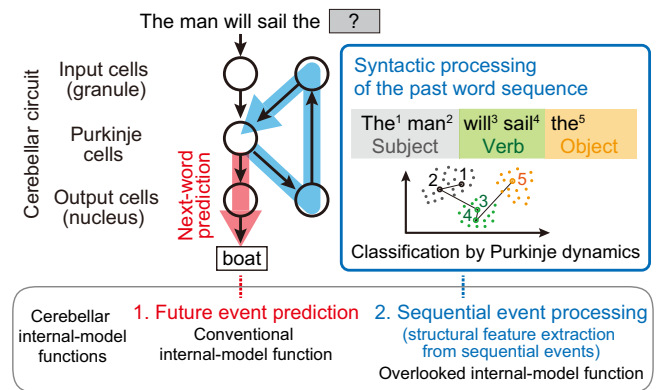 The man will sail the ?
Cerebellar circuit
Input cells
(granule)
Purkinje
cells
Output cells
(nucleus)
Next-word
prediction
boat
Syntactic processing
of the past word sequence
The¹ man² will³ sail⁴ the⁵
Subject Verb Object
1
2
3
4
5
Classification by Purkinje dynamics
Cerebellar
internal-model
functions
1. Future event prediction
Conventional
internal-model function
2. Sequential event processing
(structural feature extraction
from sequential events)
Overlooked internal-model function